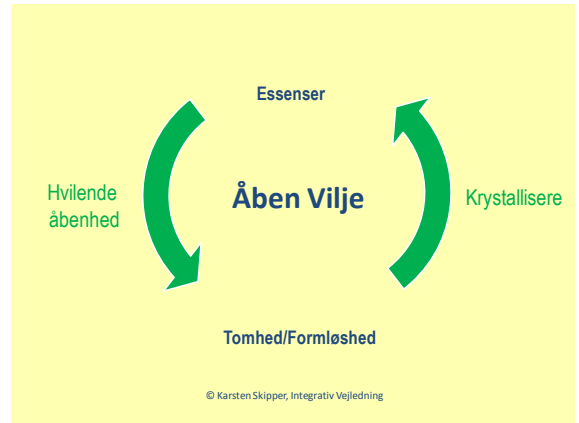 Essenser
Hvilende
åbenhed
Åben Vilje
Krystallisere
Tomhed/Formløshed
© Karsten Skipper, Integrativ Vejledning